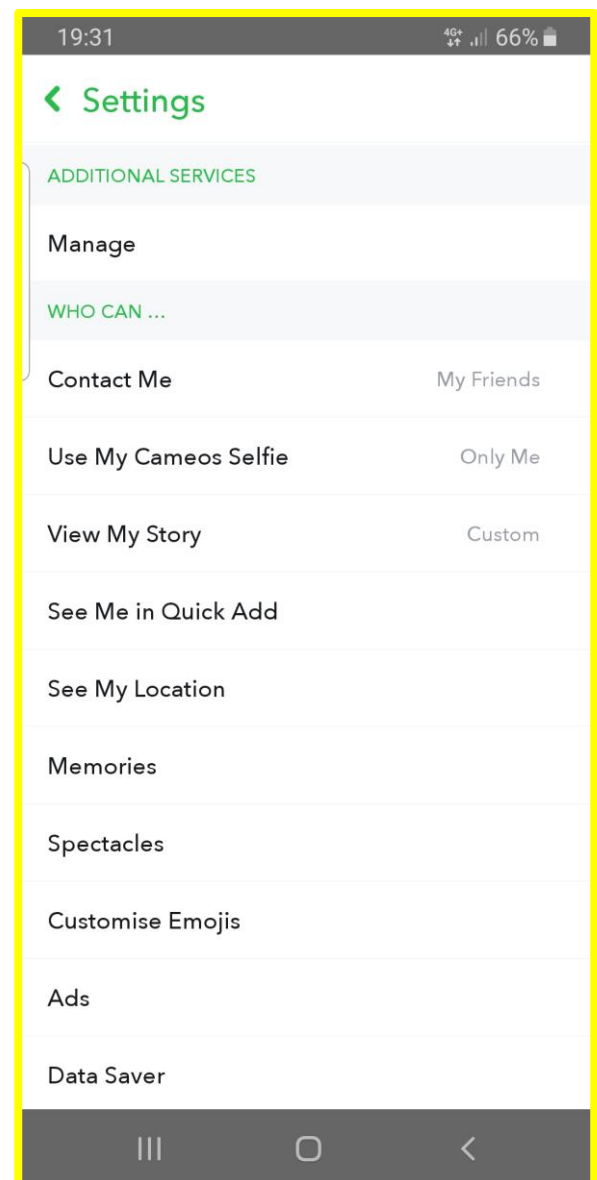 19:31 4G+ 66%
Settings
ADDITIONAL SERVICES
Manage
WHO CAN ...
Contact Me My Friends
Use My Cameos Selfie Only Me
View My Story Custom
See Me in Quick Add
See My Location
Memories
Spectacles
Customise Emojis
Ads
Data Saver